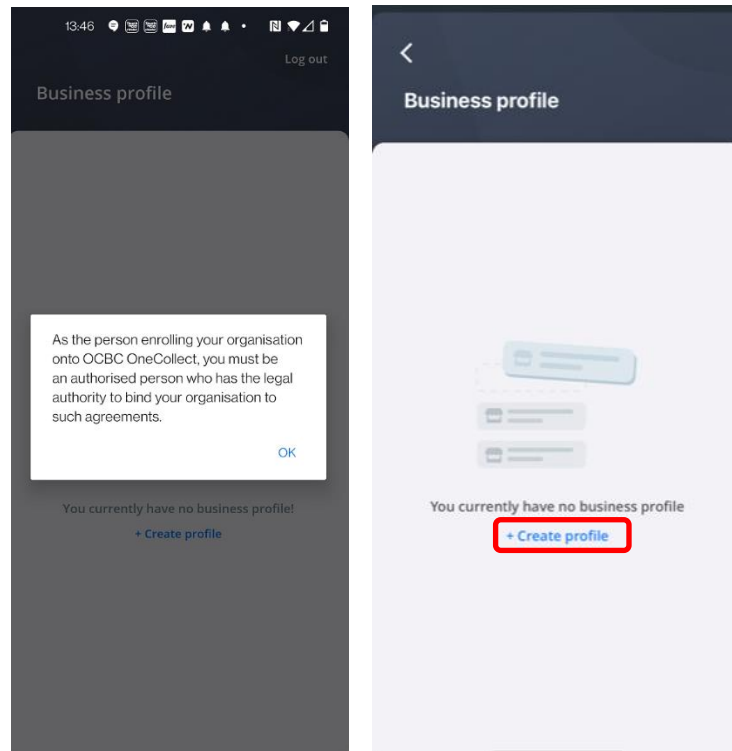 13:46
Log out
Business profile
As the person enrolling your organisation
onto OCBC OneCollect, you must be
an authorised person who has the legal
authority to bind your organisation to
such agreements.
OK
You currently have no business profile!
+ Create profile
Business profile
You currently have no business profile
+ Create profile